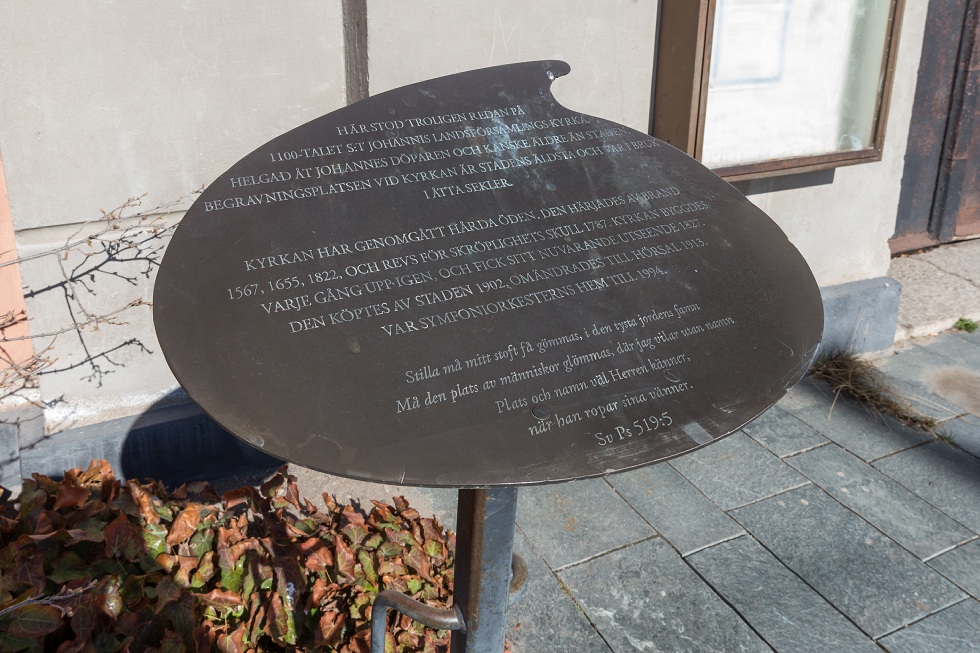 HÄR STOD TROLIGEN REDAN PÅ
1100-TALET S:T JOHANNIS LANDSFÖRSAMLINGS KYRKA,
HELGAD ÅT JOHANNES DÖPAREN OCH KANSKE ÄLDRE ÄN STADEN.
BEGRAVNINGSPLATSEN VID KYRKAN ÄR STADENS ÄLDSTA OCH VAR I BRUK
I ÅTTA SEKLER.
KYRKAN HAR GENOMGÅTT HÅRDA ÖDEN, DEN HÄRJADES AV BRAND
1567, 1655, 1822, OCH REVS FÖR SKRÖPLIGHETS SKULL 1787. KYRKAN BYGGDES
VARJE GÅNG UPP IGEN, OCH FICK SITT NUVARANDE UTSEENDE 1827.
DEN KÖPTES AV STADEN 1902, OMÄNDRADES TILL HÖRSAL 1913.
VAR SYMFONIORKESTERNS HEM TILL 1994.
Stilla må mitt stoft få gömmas, i den tysta jordens famn
Må den plats av människor glömmas, där jag vilar utan namn
Plats och namn väl Herren känner,
når han ropar sina vänner.
Sv Ps 519:5